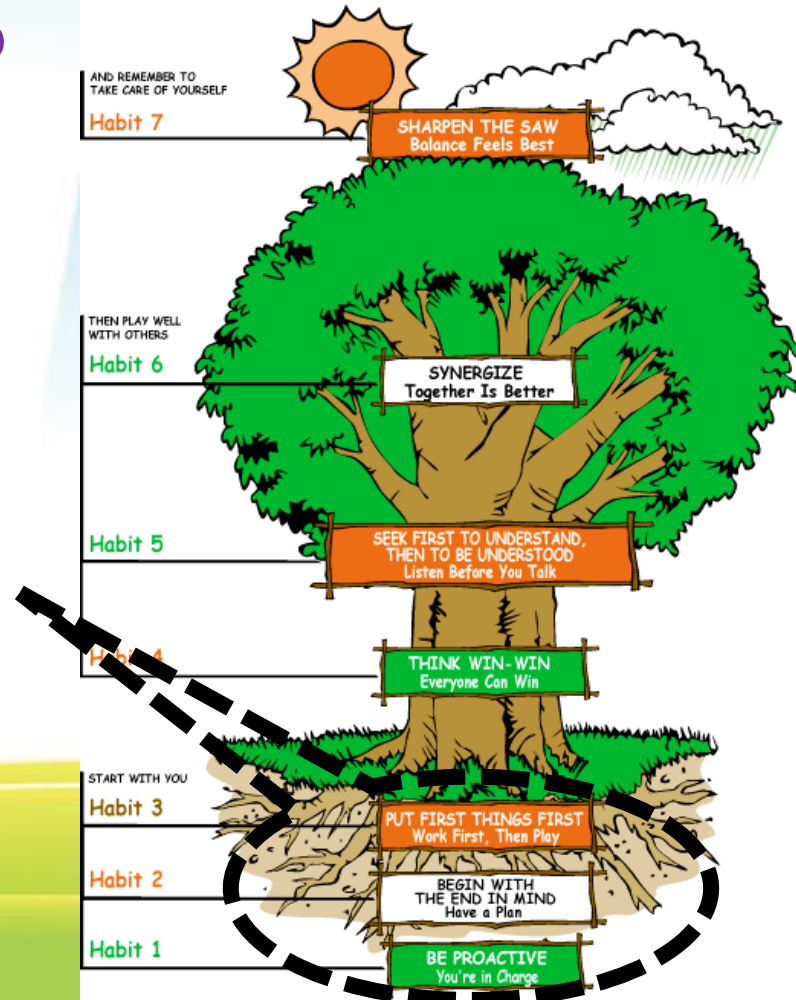 AND REMEMBER TO
TAKE CARE OF YOURSELF
Habit 7
SHARPEN THE SAW
Balance Feels Best
THEN PLAY WELL
WITH OTHERS
Habit 6
SYNERGIZE
Together Is Better
Habit 5
SEEK FIRST TO UNDERSTAND,
THEN TO BE UNDERSTOOD
Listen Before You Talk
Habit 4
THINK WIN-WIN
Everyone Can Win
START WITH YOU
Habit 3
PUT FIRST THINGS FIRST
Work First, Then Play
Habit 2
BEGIN WITH
THE END IN MIND
Have a Plan
Habit 1
BE PROACTIVE
You're in Charge